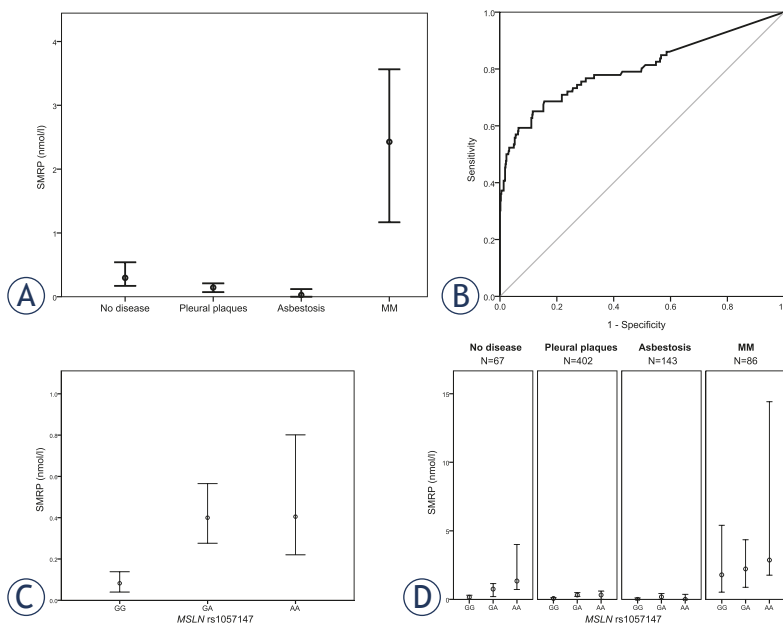 4
3
2
1
0
SMRP (nmol/l)
No disease
Pleural plaques
Asbestosis
MM
A
1.0
0.8
0.6
0.4
0.2
0.0
Sensitivity
0.0
0.2
0.4
0.6
0.8
1.0
1 - Specificity
B
1.0
0.8
0.6
0.4
0.2
0.0
SMRP (nmol/l)
GG
GA
AA
MSLN rs1057147
C
No disease
N=67
Pleural plaques
N=402
Asbestosis
N=143
MM
N=86
15
10
5
0
SMRP (nmol/l)
GG GA AA
GG GA AA
GG GA AA
GG GA AA
MSLN rs1057147
D